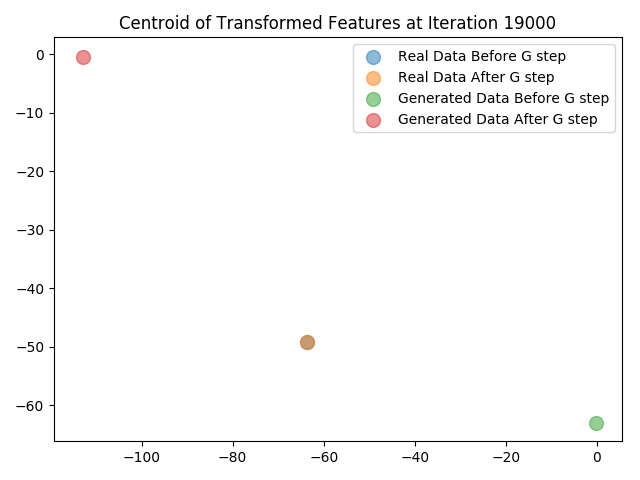 Centroid of Transformed Features at Iteration 19000
Real Data Before G step
Real Data After G step
Generated Data Before G step
Generated Data After G step
0
−10
−20
−30
−40
−50
−60
−100
−80
−60
−40
−20
0